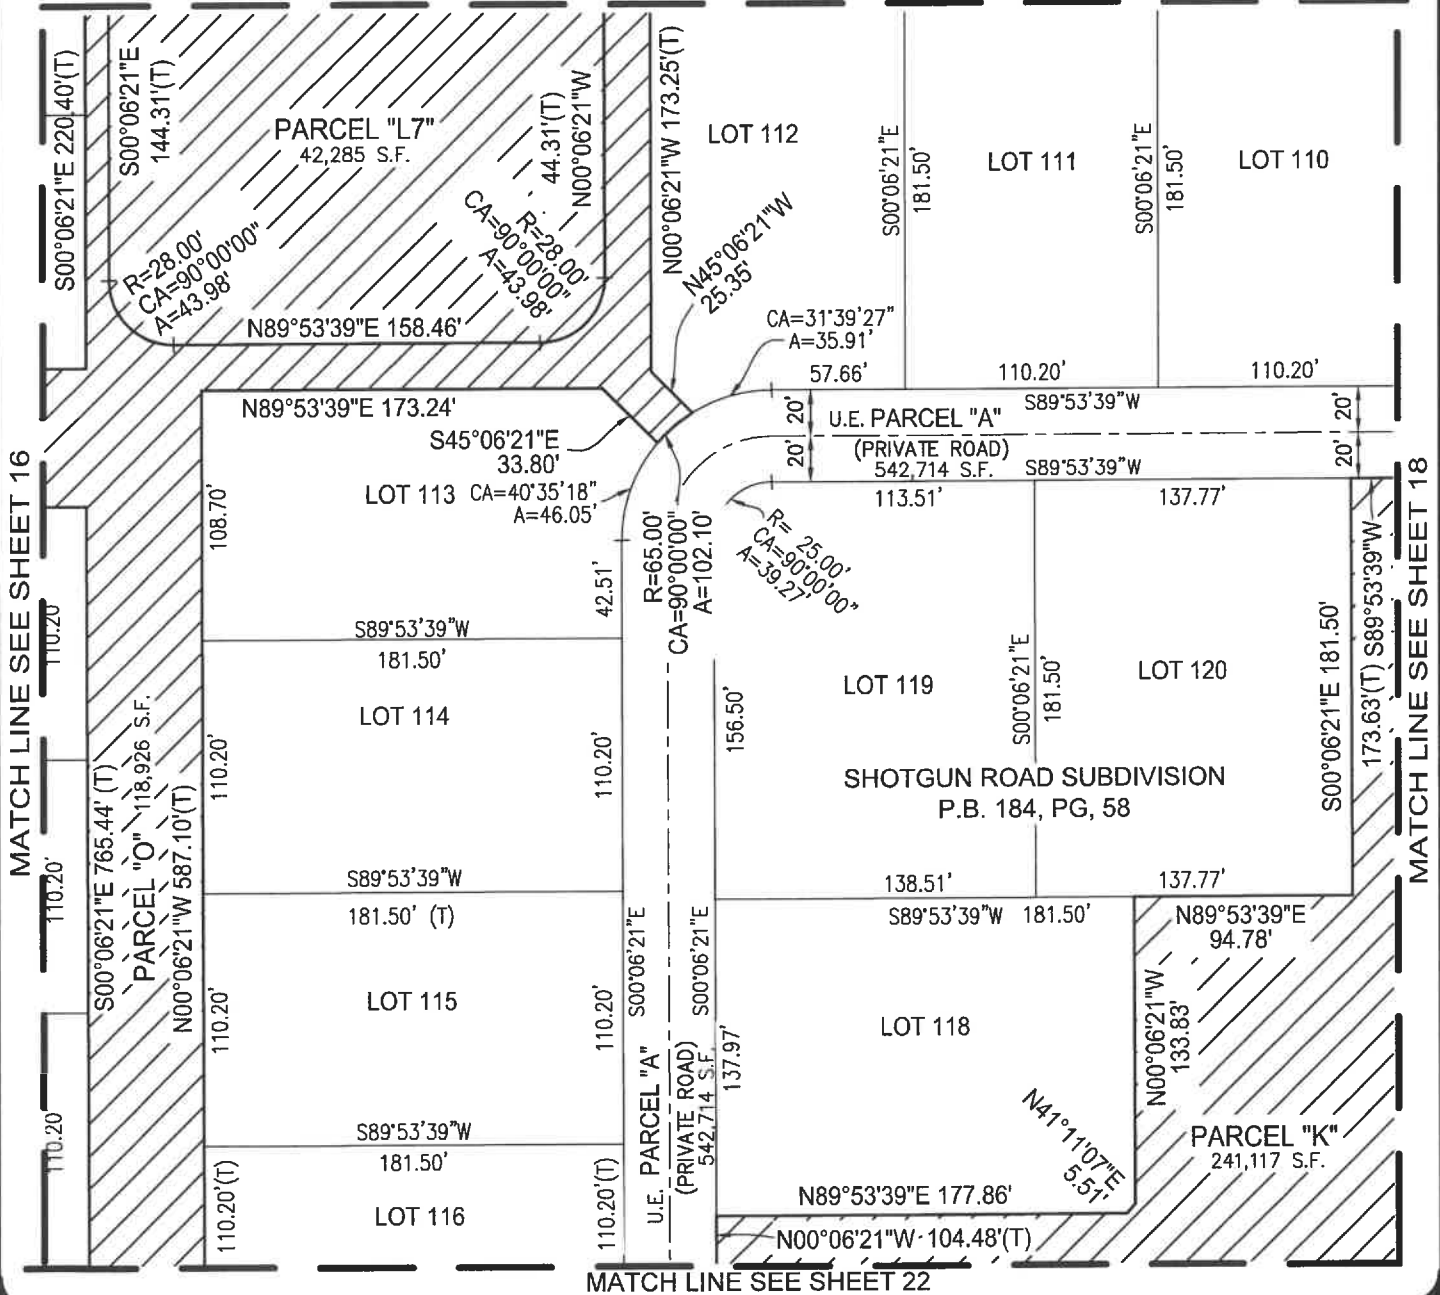 S00°06'21"E 220.40'(T)
S00°06'21"E
144.31'(T)
PARCEL "L7"
42,285 S.F.
44.31'(T)
N00°06'21"W
N00°06'21"W 173.25'(T)
LOT 112
S00°06'21"E
181.50'
LOT 111
S00°06'21"E
181.50'
LOT 110
R=28.00'
CA=90°00'00"
A=43.98'
R=28.00'
CA=90°00'00"
A=43.98'
N89°53'39"E 158.46'
N45°06'21"W
25.35'
CA=31°39'27"
A=35.91'
57.66'
110.20'
110.20'
S89°53'39"W
N89°53'39"E 173.24'
S45°06'21"E
33.80'
20'
20'
U.E. PARCEL "A"
(PRIVATE ROAD)
542,714 S.F.
S89°53'39"W
20'
20'
113.51'
137.77'
MATCH LINE SEE SHEET 16
108.70'
LOT 113
CA=40°35'18"
A=46.05'
42.51'
R=65.00'
CA=90°00'00"
A=102.10'
R= 25.00'
CA=90°00'00"
A=39.27'
S89°53'39"W
173.63'(T)
MATCH LINE SEE SHEET 18
110.20'
S89°53'39"W
181.50'
LOT 114
110.20'
110.20'
156.50'
LOT 119
S00°06'21"E
181.50'
LOT 120
S00°06'21"E 181.50'
SHOTGUN ROAD SUBDIVISION
P.B. 184, PG, 58
S00°06'21"E 765.44' (T)
PARCEL "O" 118,926 S.F.
N00°06'21"W 587.10'(T)
110.20'
S89°53'39"W
181.50' (T)
138.51'
137.77'
S89°53'39"W 181.50'
N89°53'39"E
94.78'
LOT 115
110.20'
110.20'
S00°06'21"E
S00°06'21"E
LOT 118
N00°06'21"W
133.83'
137.97'
U.E. PARCEL "A"
(PRIVATE ROAD)
542,714 S.F.
110.20'
S89°53'39"W
181.50'
N41°11'07"E
5.51'
PARCEL "K"
241,117 S.F.
110.20'(T)
LOT 116
110.20'(T)
N89°53'39"E 177.86'
N00°06'21"W 104.48'(T)
MATCH LINE SEE SHEET 22